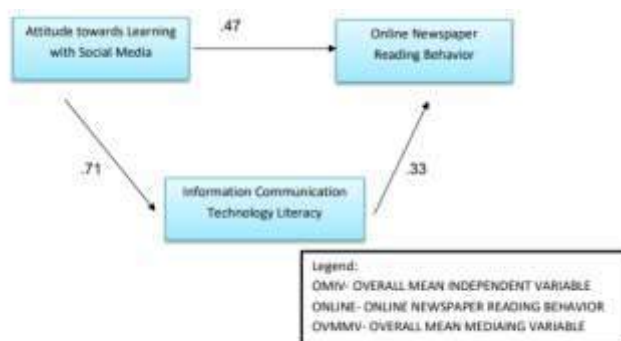 Attitude towards Learning
with Social Media
.47
Online Newspaper
Reading Behavior
.71
.33
Information Communication
Technology Literacy
Legend:
OMIV- OVERALL MEAN INDEPENDENT VARIABLE
ONLINE- ONLINE NEWSPAPER READING BEHAVIOR
OVMMV- OVERALL MEAN MEDIAING VARIABLE